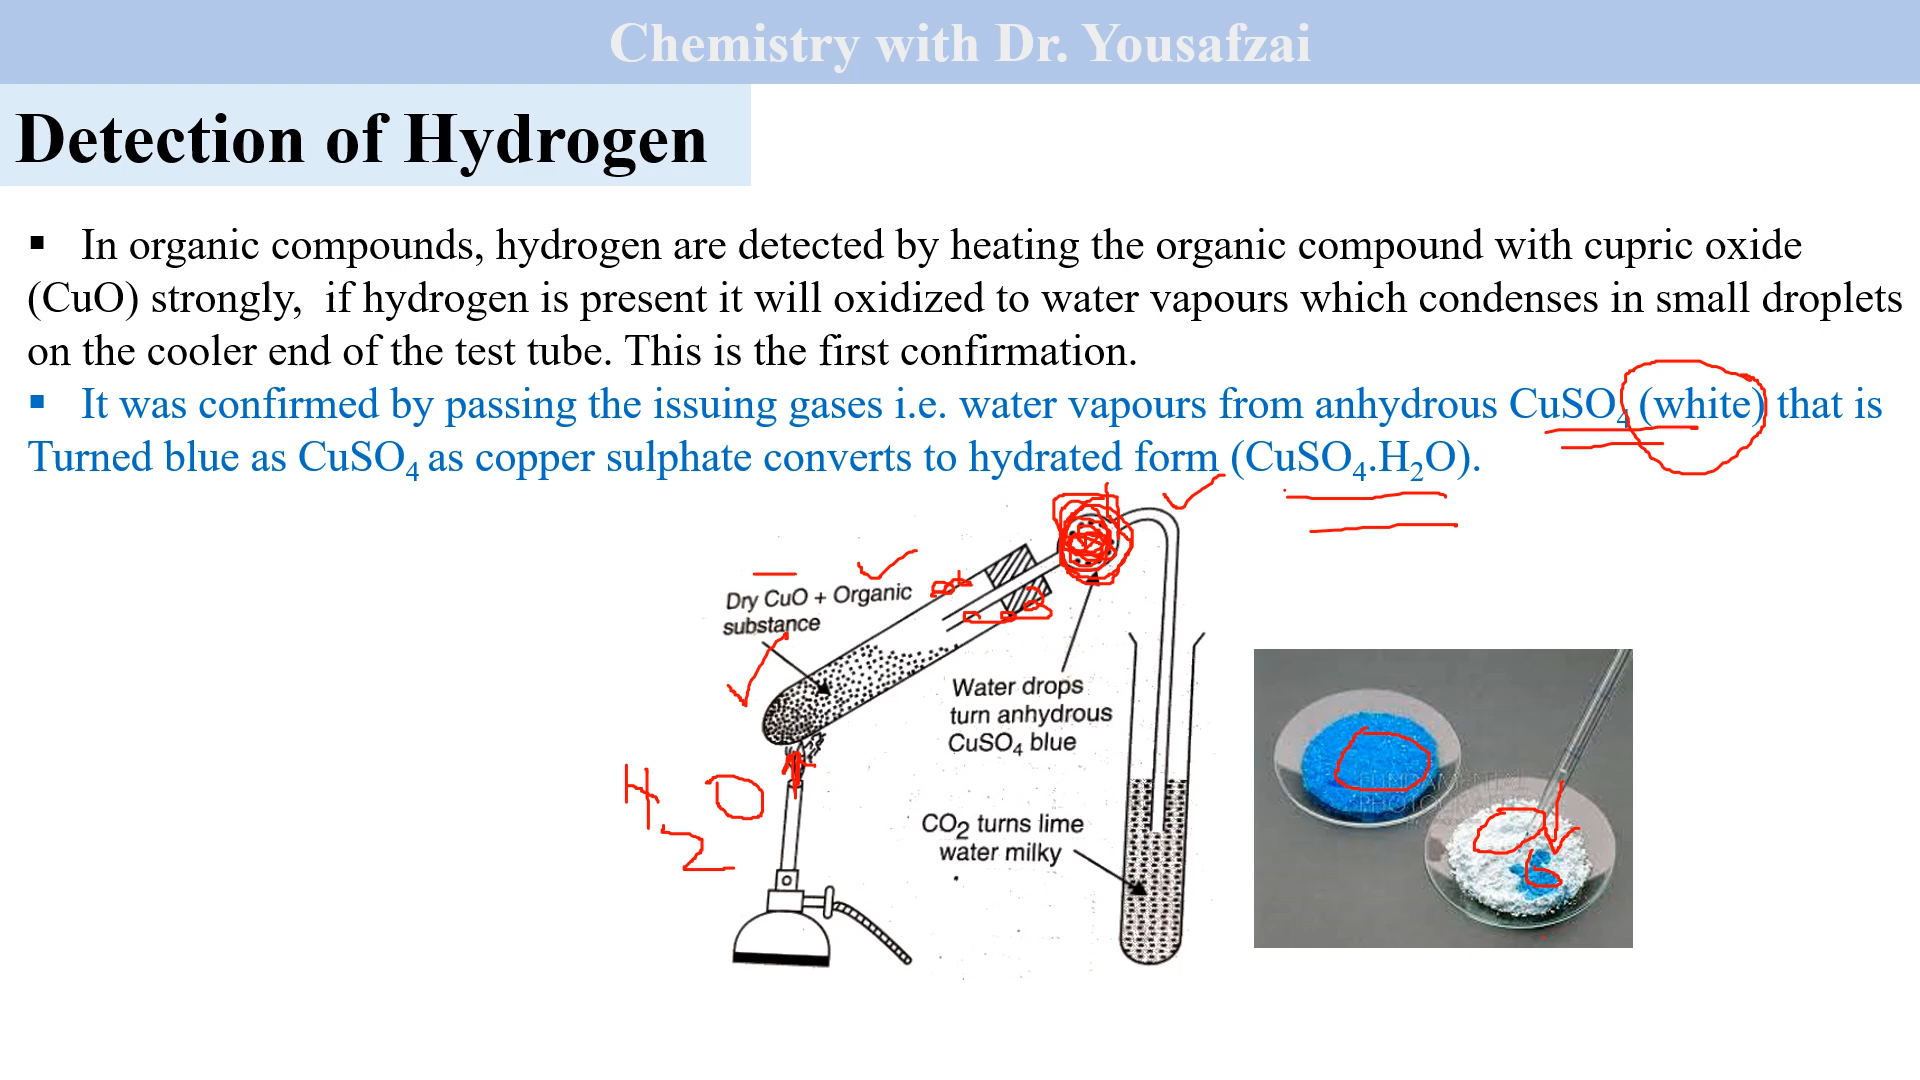 Chemistry with Dr. Yousafzai
Detection of Hydrogen
▪ In organic compounds, hydrogen are detected by heating the organic compound with cupric oxide
(CuO) strongly, if hydrogen is present it will oxidized to water vapours which condenses in small droplets
on the cooler end of the test tube. This is the first confirmation.
▪ It was confirmed by passing the issuing gases i.e. water vapours from anhydrous CuSO₄ (white) that is
Turned blue as CuSO₄ as copper sulphate converts to hydrated form (CuSO₄.H₂O).
Dry CuO + Organic
substance
Water drops
turn anhydrous
CuSO₄ blue
H₂O
CO₂ turns lime
water milky
FUNDAMENTAL
PHOTOGRAPHS